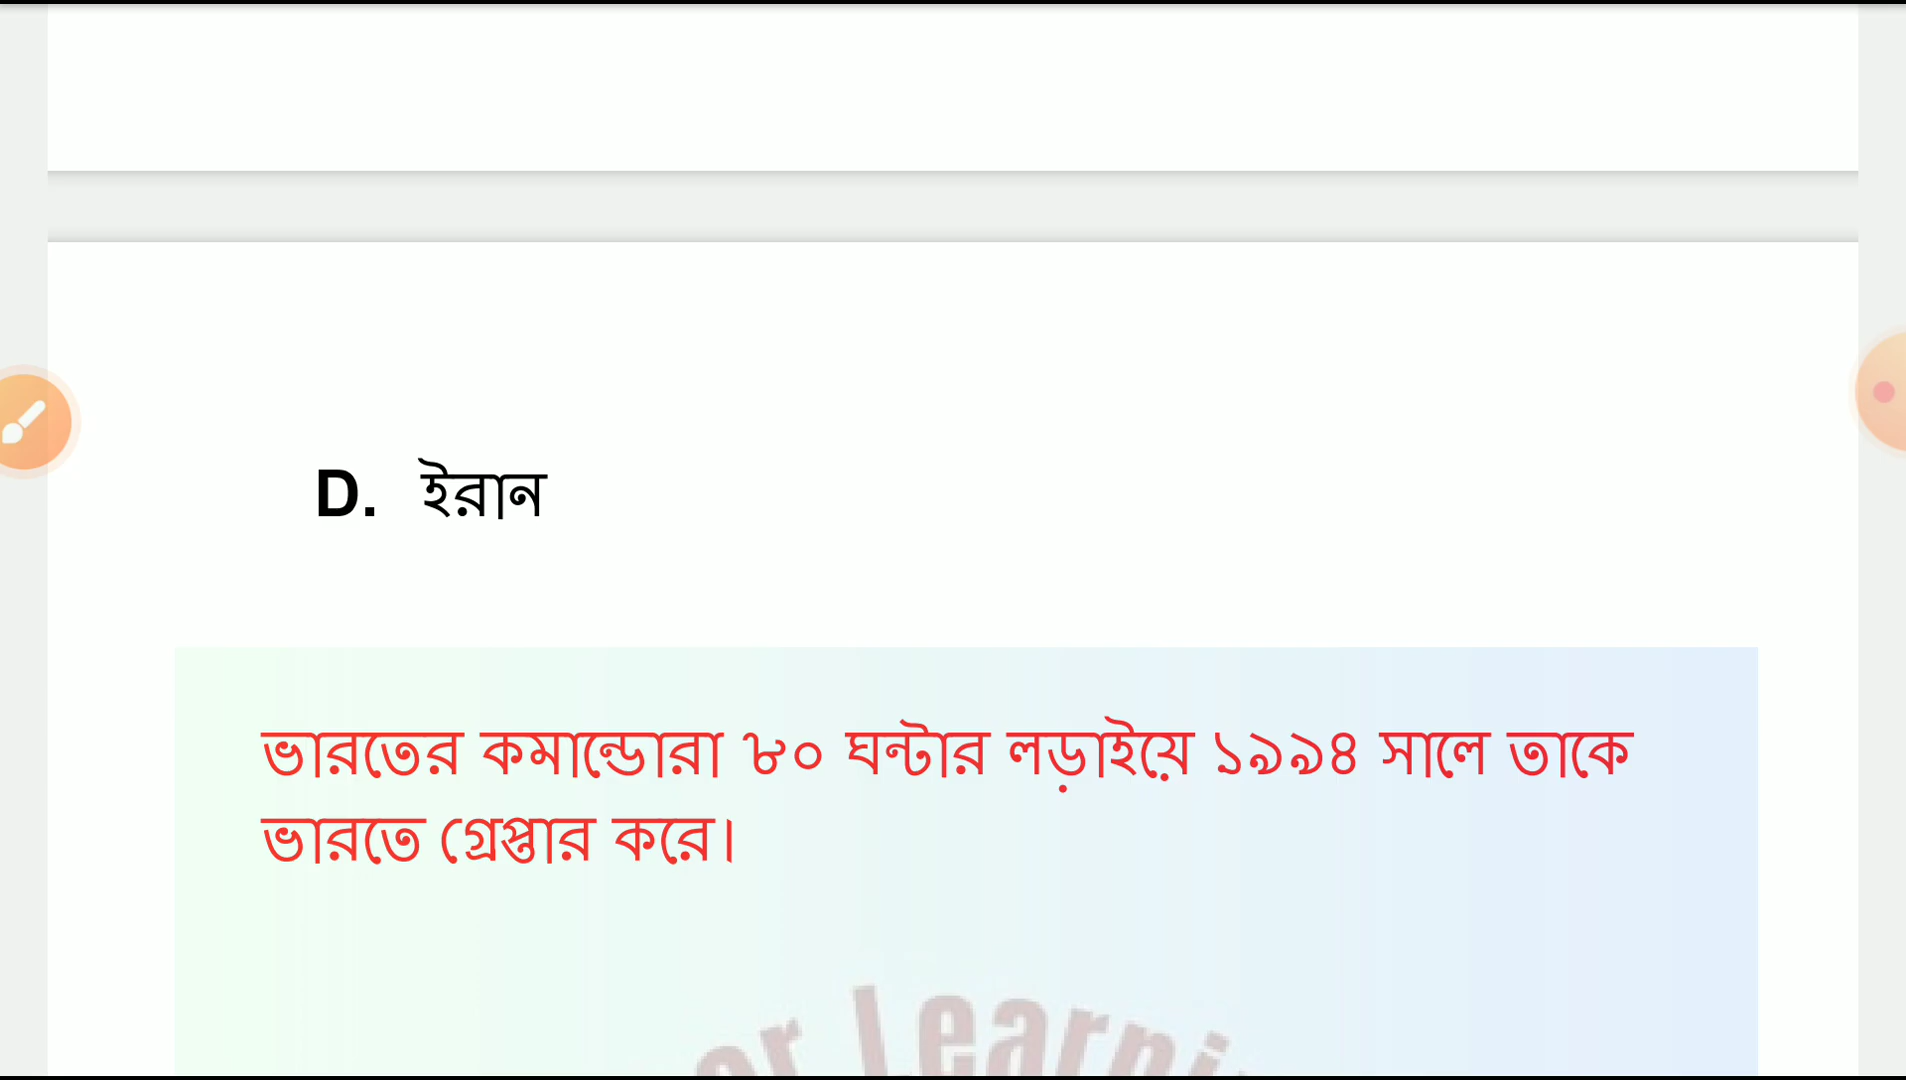 D. ইরান
ভারতের কমান্ডোরা ৮০ ঘন্টার লড়াইয়ে ১৯৯৪ সালে তাকে
ভারতে গ্রেপ্তার করে।